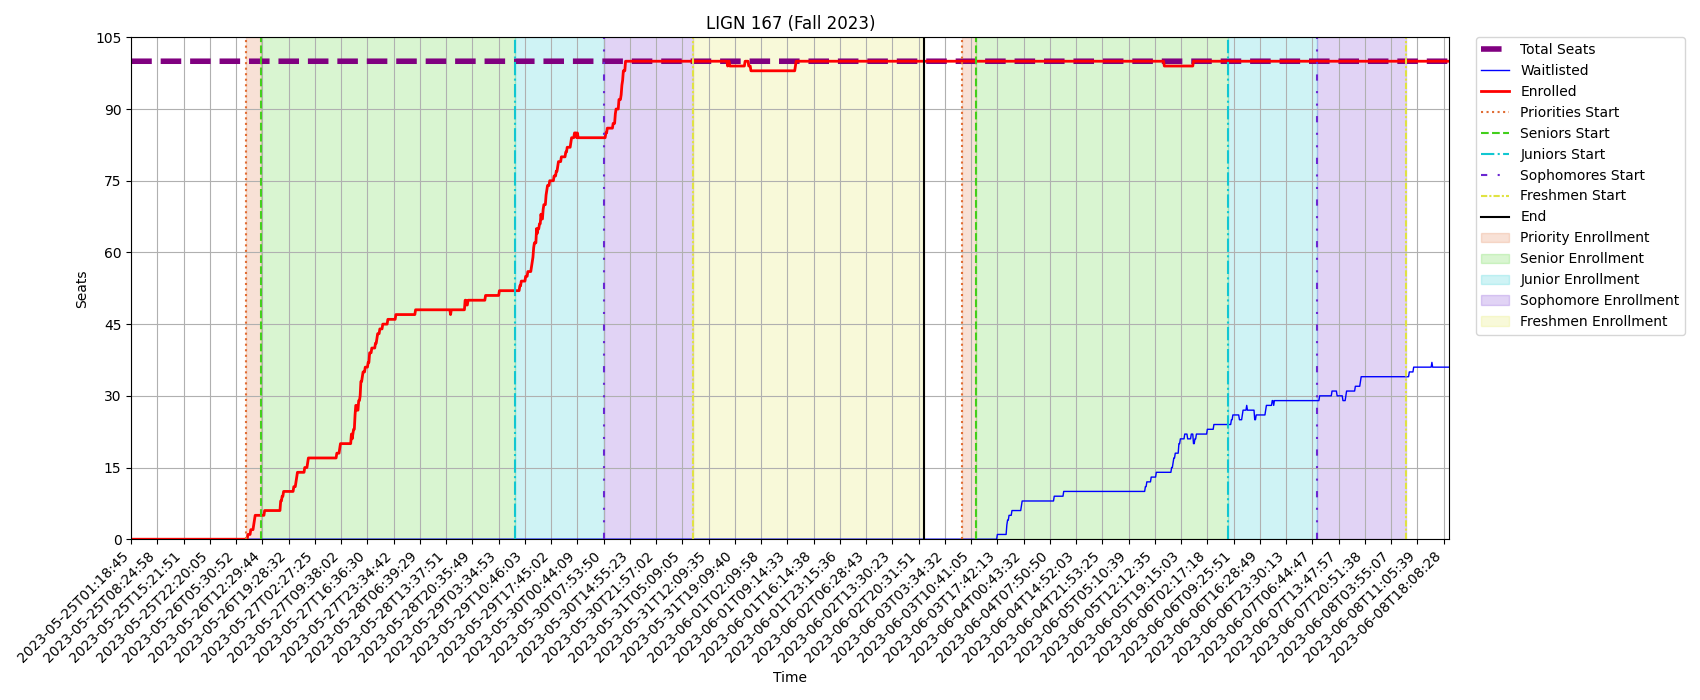 LIGN 167 (Fall 2023)
105
90
75
60
45
30
15
0
Seats
2023-05-25T01:18:45
2023-05-25T08:24:58
2023-05-25T15:21:51
2023-05-25T22:20:05
2023-05-26T05:30:52
2023-05-26T12:29:44
2023-05-26T19:28:32
2023-05-27T02:27:25
2023-05-27T09:38:02
2023-05-27T16:36:30
2023-05-27T23:34:42
2023-05-28T06:39:29
2023-05-28T13:37:51
2023-05-28T20:35:49
2023-05-29T03:34:53
2023-05-29T10:46:03
2023-05-29T17:45:02
2023-05-30T00:44:09
2023-05-30T07:53:50
2023-05-30T14:55:23
2023-05-30T21:57:02
2023-05-31T05:09:05
2023-05-31T12:09:35
2023-05-31T19:09:40
2023-06-01T02:09:58
2023-06-01T09:14:33
2023-06-01T16:14:38
2023-06-01T23:15:36
2023-06-02T06:28:43
2023-06-02T13:30:23
2023-06-02T20:31:51
2023-06-03T03:34:32
2023-06-03T10:41:05
2023-06-03T17:42:13
2023-06-04T00:43:32
2023-06-04T07:50:50
2023-06-04T14:52:03
2023-06-04T21:53:25
2023-06-05T05:10:39
2023-06-05T12:12:35
2023-06-05T19:15:03
2023-06-06T02:17:18
2023-06-06T09:25:51
2023-06-06T16:28:49
2023-06-06T23:30:13
2023-06-07T06:44:47
2023-06-07T13:47:57
2023-06-07T20:51:38
2023-06-08T03:55:07
2023-06-08T11:05:39
2023-06-08T18:08:28
Time
Total Seats
Waitlisted
Enrolled
Priorities Start
Seniors Start
Juniors Start
Sophomores Start
Freshmen Start
End
Priority Enrollment
Senior Enrollment
Junior Enrollment
Sophomore Enrollment
Freshmen Enrollment